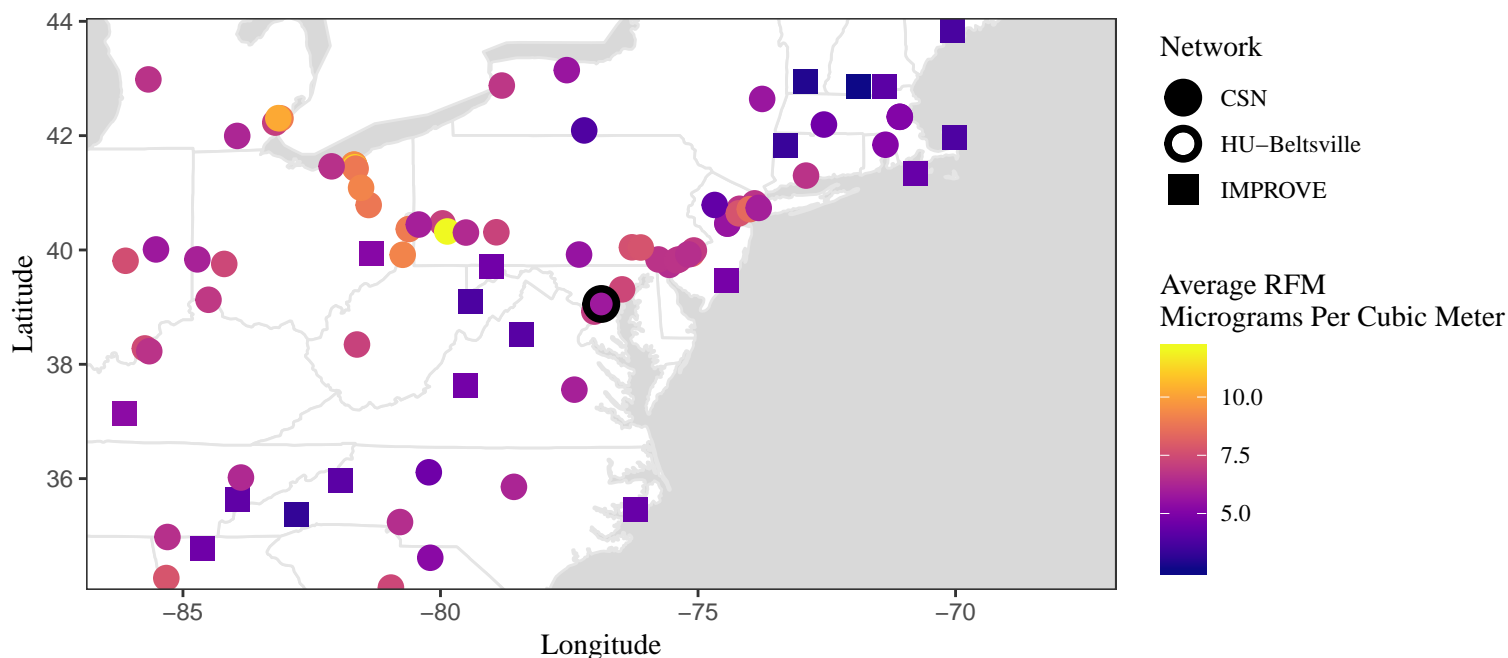 44
42
40
38
36
Latitude
−85
−80
−75
−70
Longitude
Network
CSN
HU−Beltsville
IMPROVE
Average RFM
Micrograms Per Cubic Meter
10.0
7.5
5.0